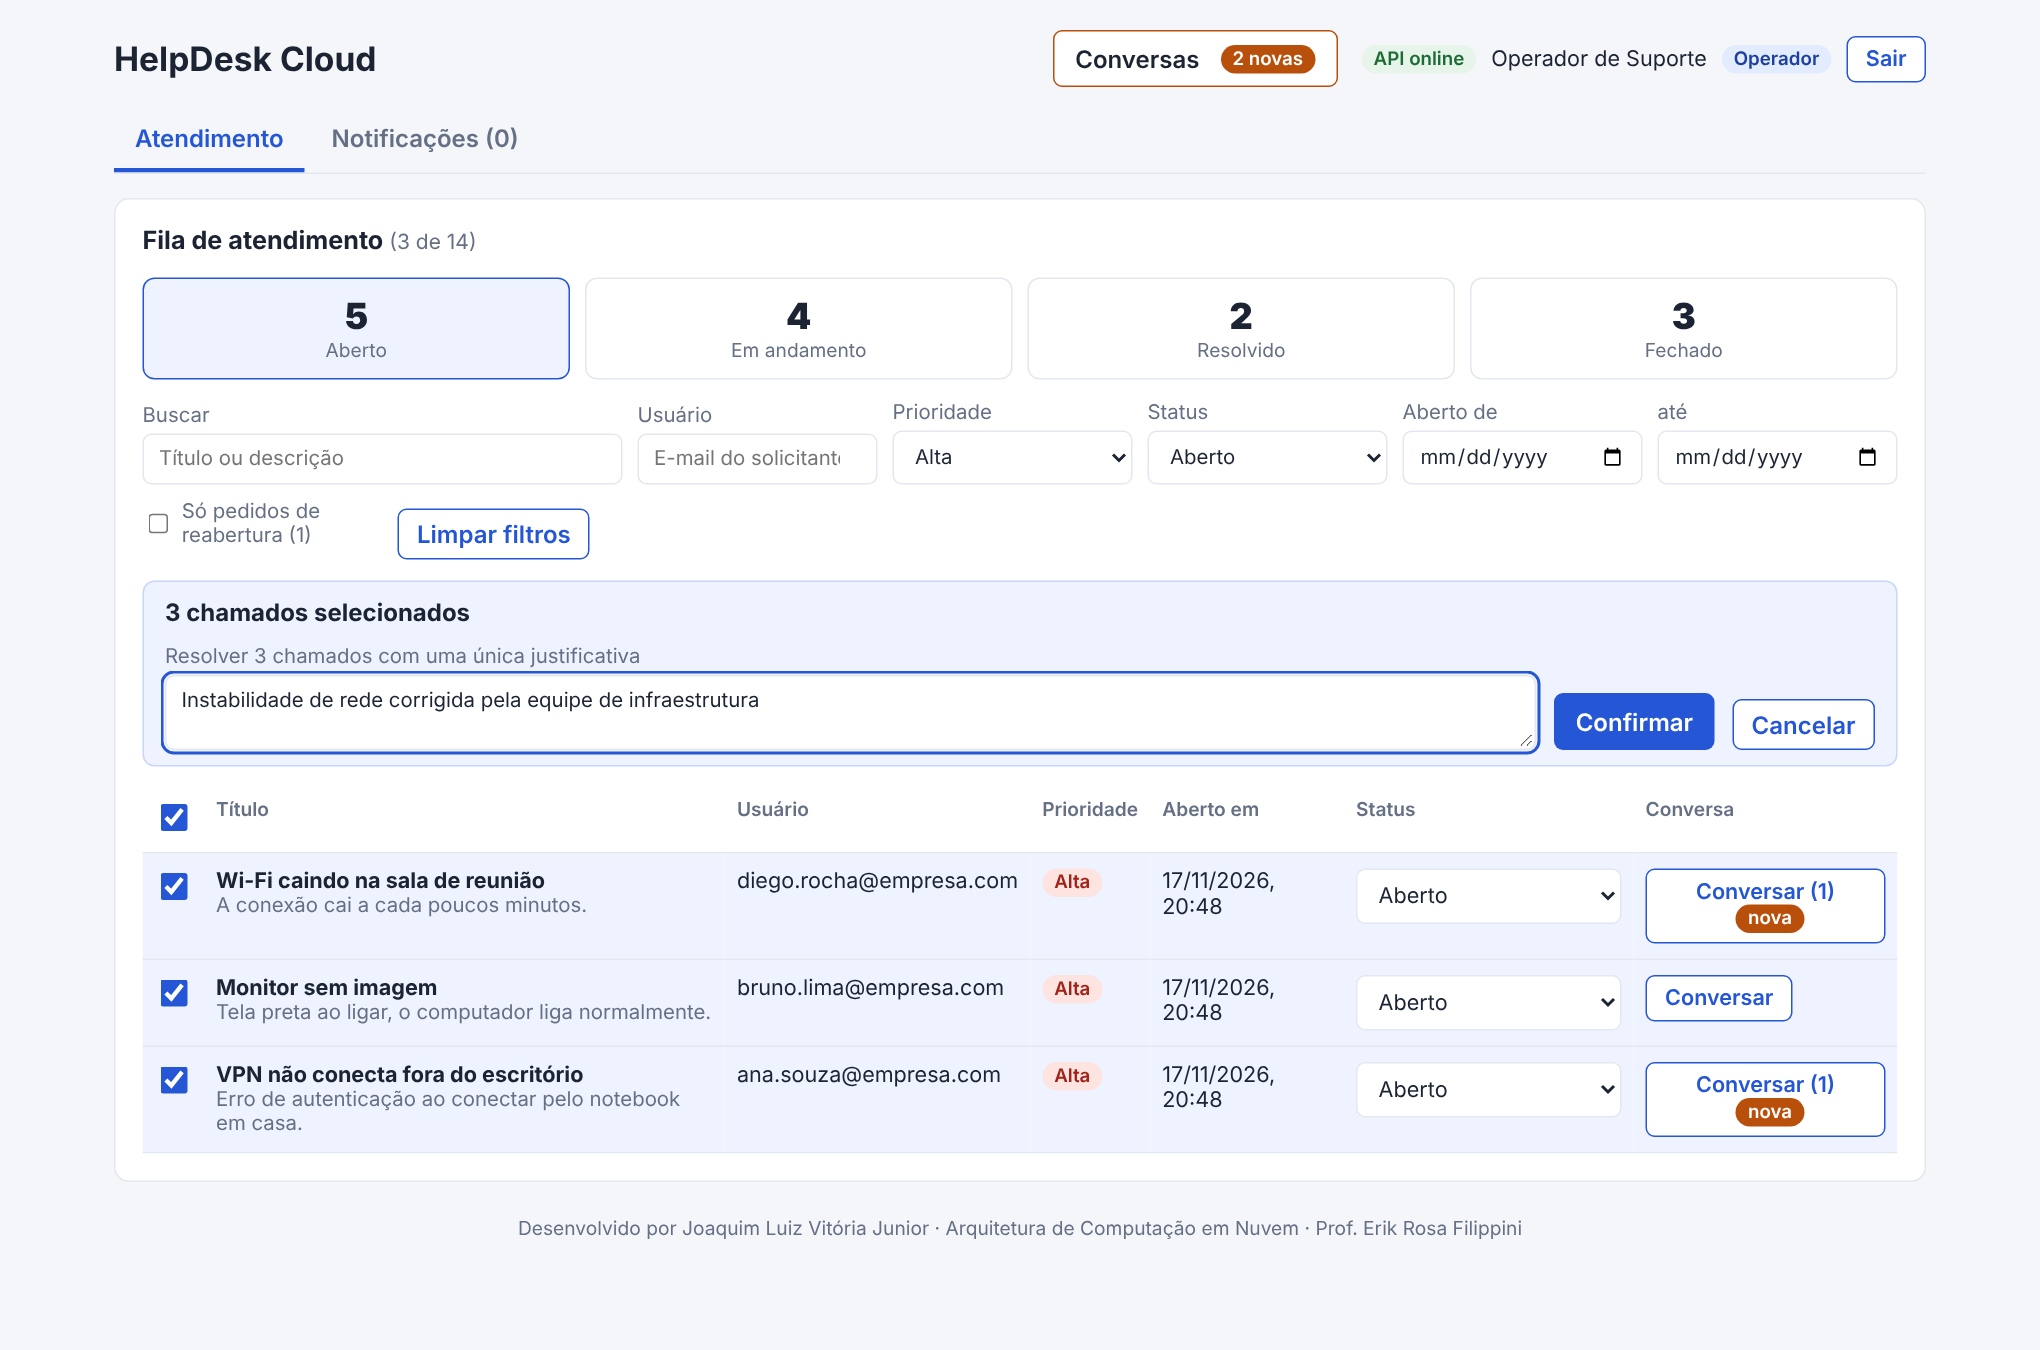 HelpDesk Cloud
Conversas 2 novas API online Operador de Suporte Operador Sair
Atendimento Notificações (0)
Fila de atendimento (3 de 14)
5 4 2 3
Aberto Em andamento Resolvido Fechado
Buscar Usuário Prioridade Status Aberto de até
Título ou descrição E-mail do solicitant Alta Aberto mm/dd/yyyy mm/dd/yyyy
Só pedidos de
reabertura (1)
Limpar filtros
3 chamados selecionados
Resolver 3 chamados com uma única justificativa
Instabilidade de rede corrigida pela equipe de infraestrutura
Confirmar Cancelar
Título Usuário Prioridade Aberto em Status Conversa
Wi-Fi caindo na sala de reunião diego.rocha@empresa.com Alta 17/11/2026, Aberto Conversar (1)
A conexão cai a cada poucos minutos. 20:48 nova
Monitor sem imagem bruno.lima@empresa.com Alta 17/11/2026, Aberto Conversar
Tela preta ao ligar, o computador liga normalmente. 20:48
VPN não conecta fora do escritório ana.souza@empresa.com Alta 17/11/2026, Aberto Conversar (1)
Erro de autenticação ao conectar pelo notebook 20:48 nova
em casa.
Desenvolvido por Joaquim Luiz Vitória Junior · Arquitetura de Computação em Nuvem · Prof. Erik Rosa Filippini